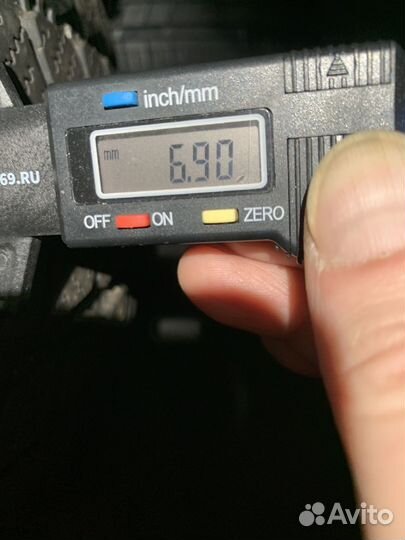 inch/mm
mm 6.90
69.RU
OFF ON ZERO
Avito